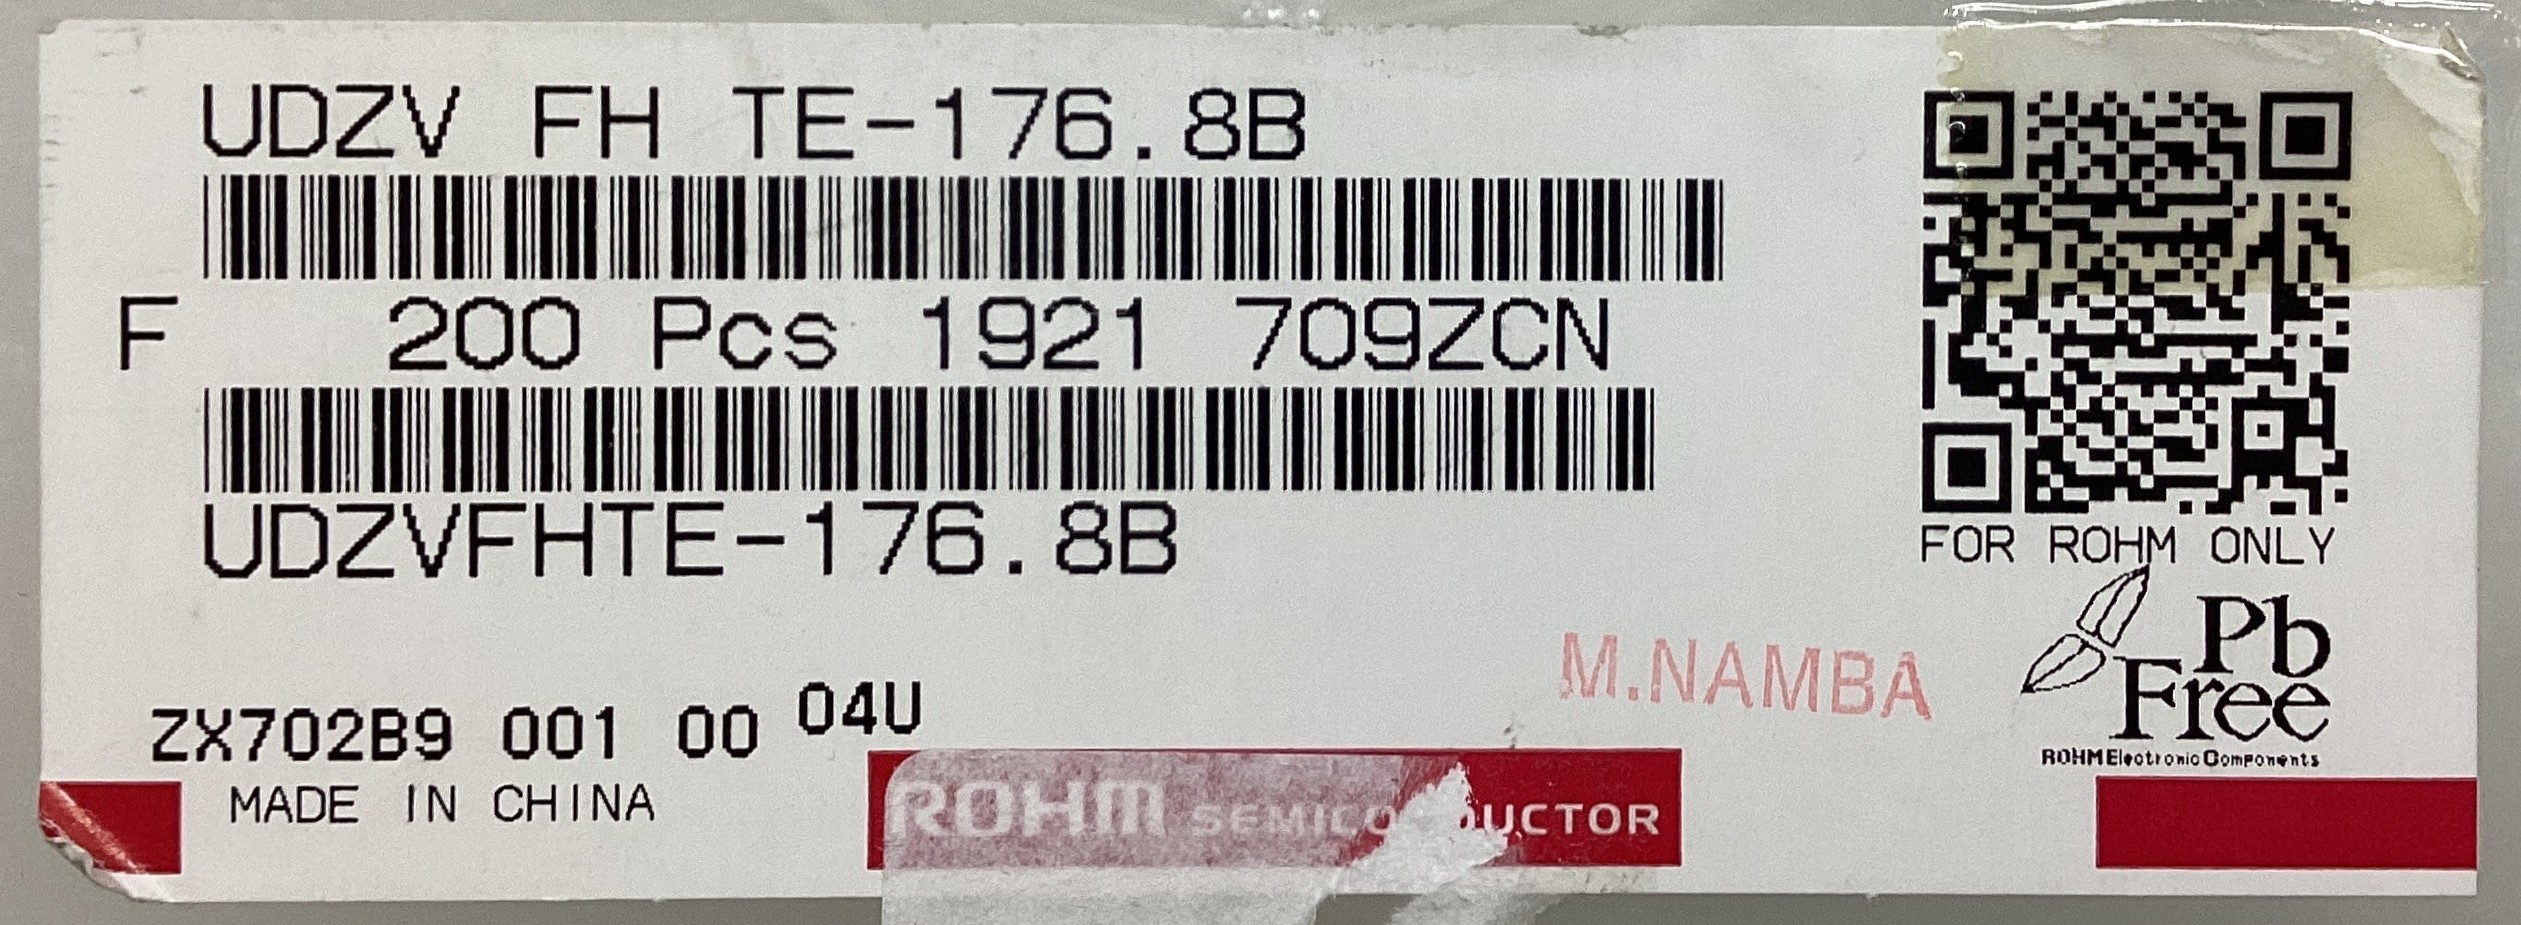 UDZV FH TE-176.8B
F 200 Pcs 1921 709ZCN
UDZVFHTE-176.8B
FOR ROHM ONLY
Pb
Free
ROHM Electronic Components
M.NAMBA
ZX702B9 001 00 04U
MADE IN CHINA
ROHM SEMICONDUCTOR